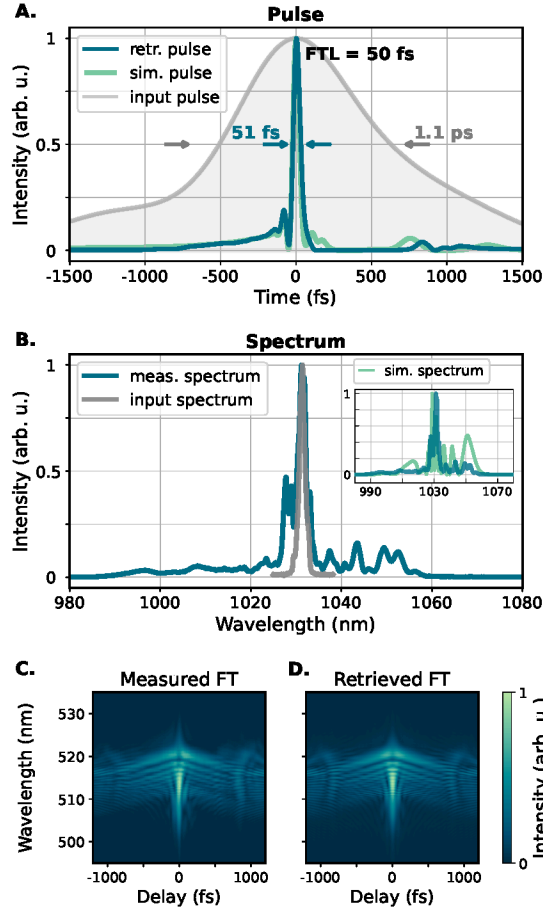 A.
Pulse
Intensity (arb. u.)
1
0.5
0
retr. pulse
sim. pulse
input pulse
FTL = 50 fs
51 fs
1.1 ps
-1500
-1000
-500
0
500
1000
1500
Time (fs)
B.
Spectrum
Intensity (arb. u.)
1
0.5
0
meas. spectrum
input spectrum
sim. spectrum
1
0
990
1030
1070
980
1000
1020
1040
1060
1080
Wavelength (nm)
C.
Measured FT
D.
Retrieved FT
Wavelength (nm)
530
520
510
500
-1000
0
1000
Delay (fs)
-1000
0
1000
Delay (fs)
1
0
Intensity (arb. u.)